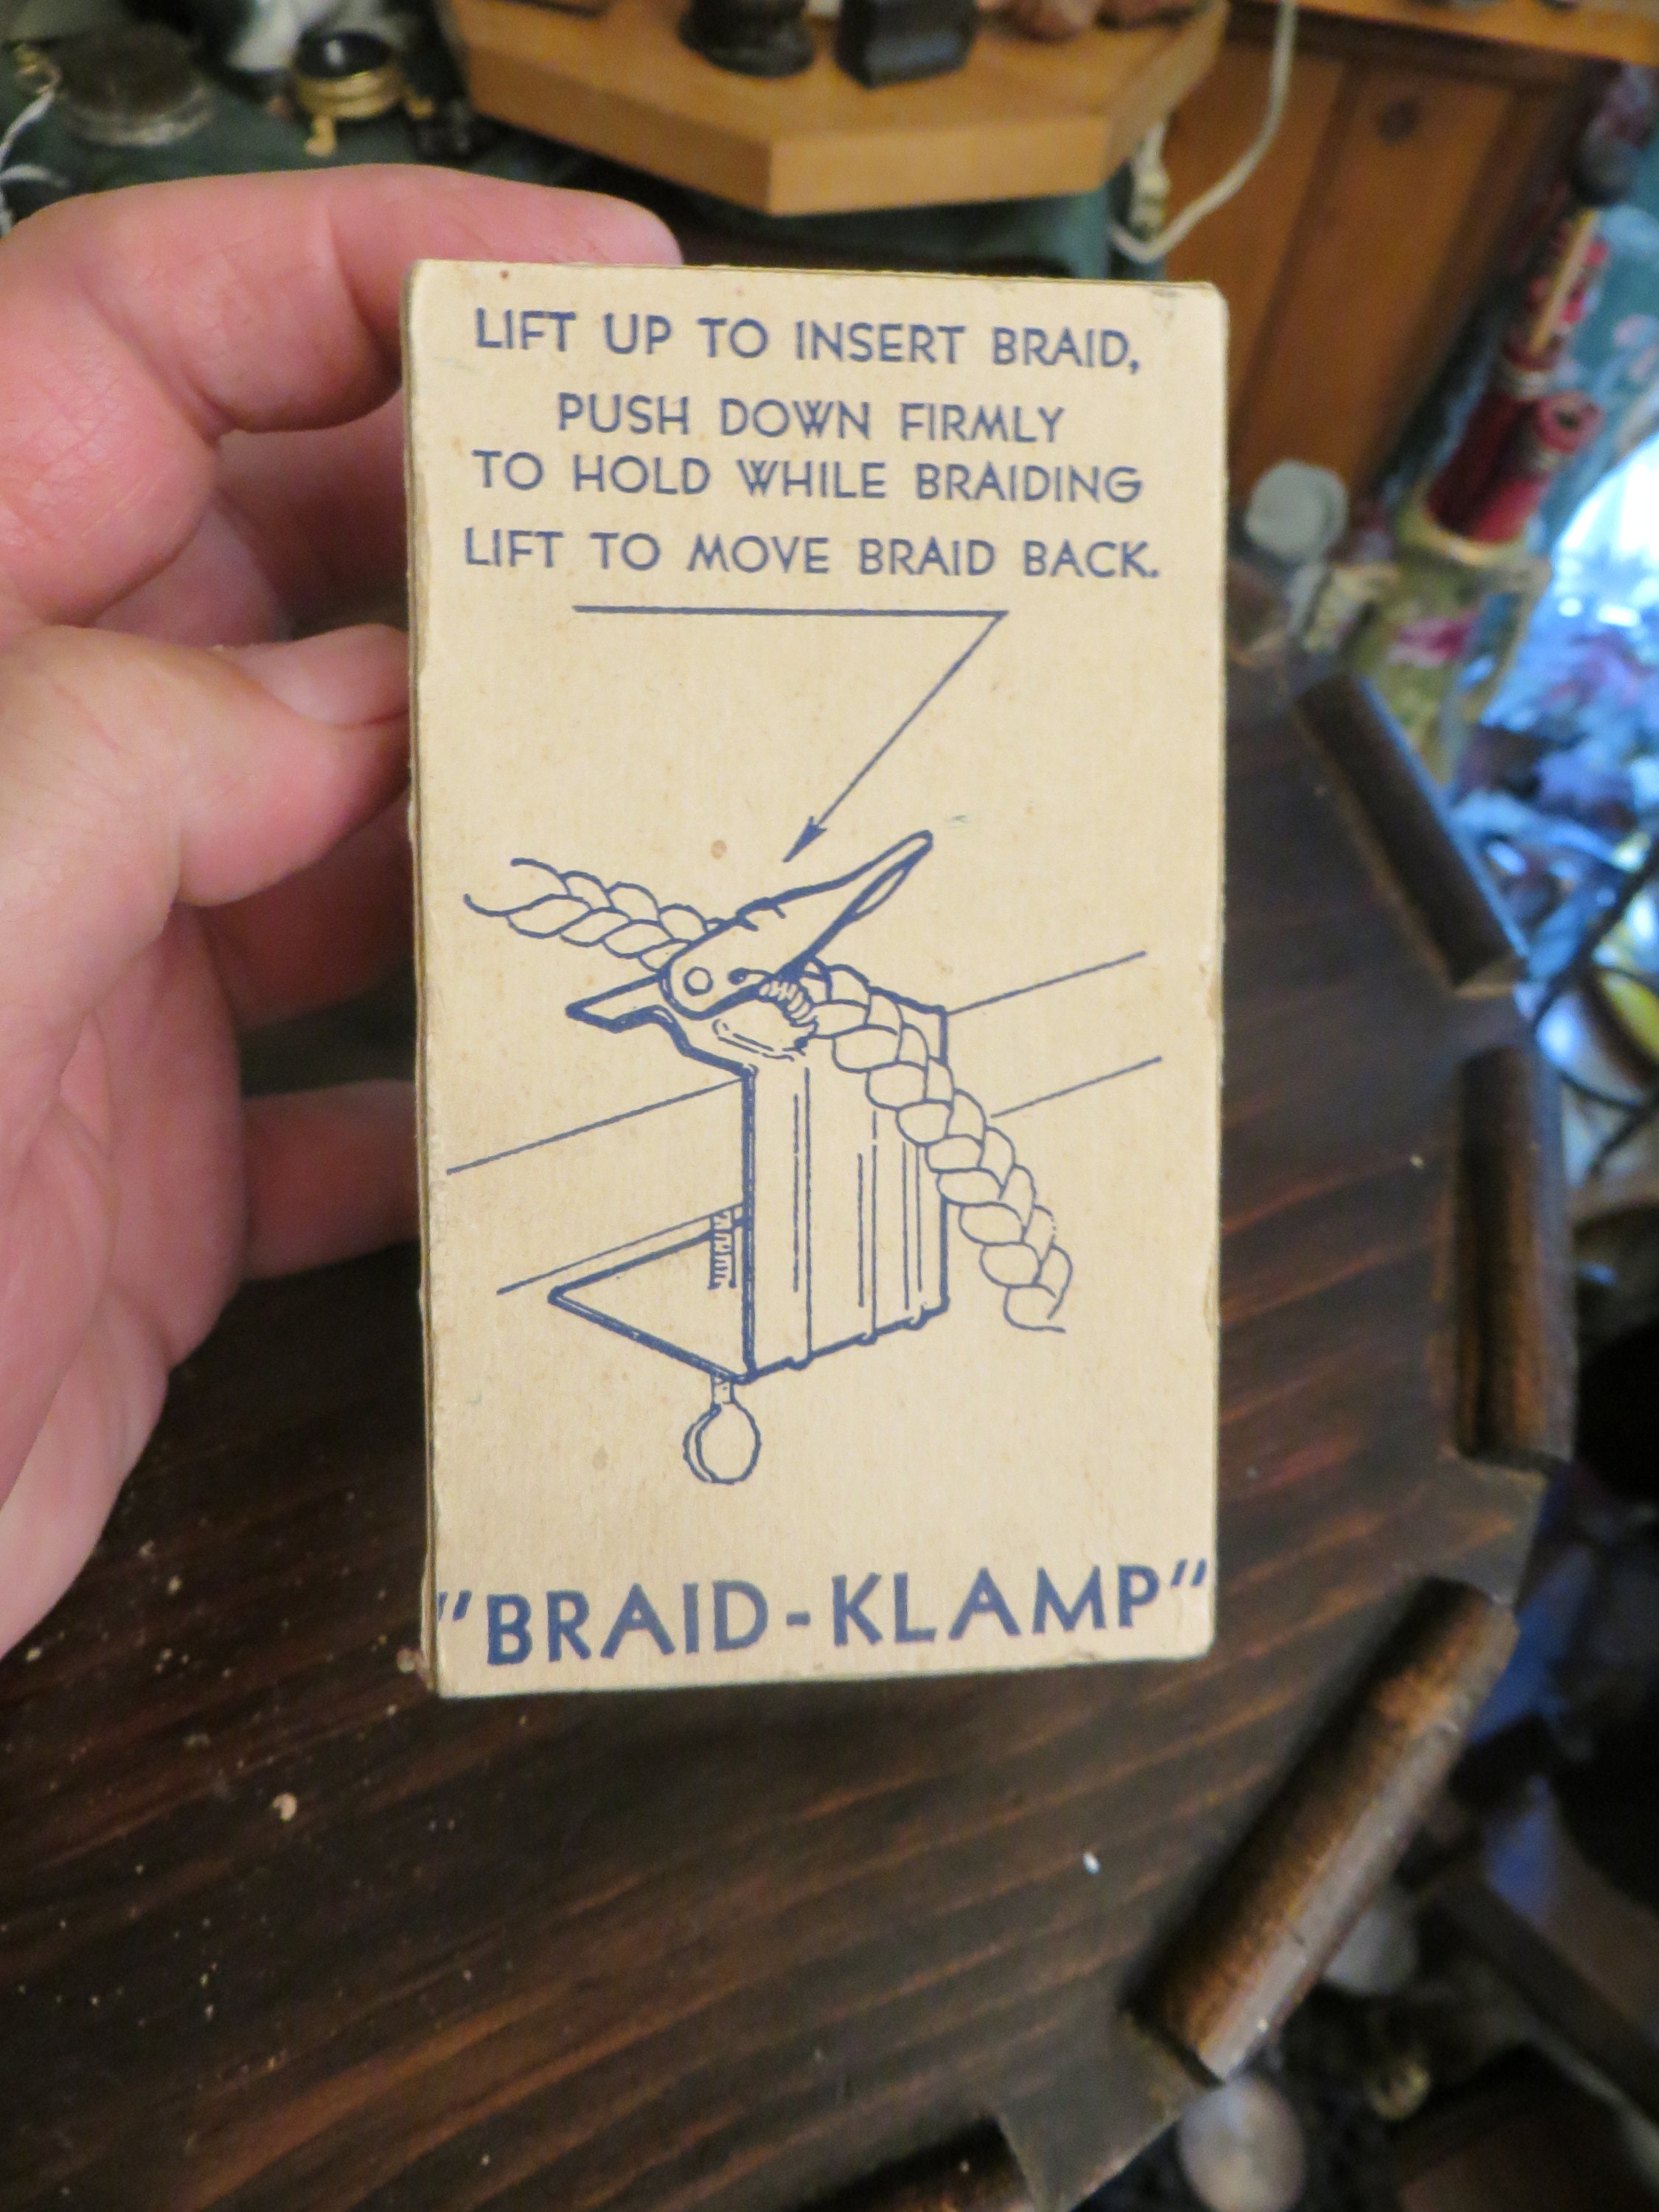 LIFT UP TO INSERT BRAID,
PUSH DOWN FIRMLY
TO HOLD WHILE BRAIDING
LIFT TO MOVE BRAID BACK.
"BRAID-KLAMP"